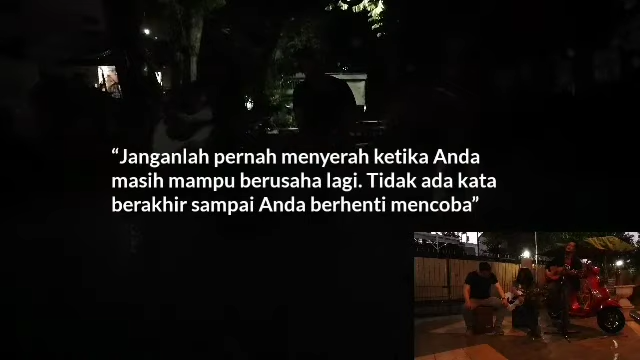 “Janganlah pernah menyerah ketika Anda
masih mampu berusaha lagi. Tidak ada kata
berakhir sampai Anda berhenti mencoba”